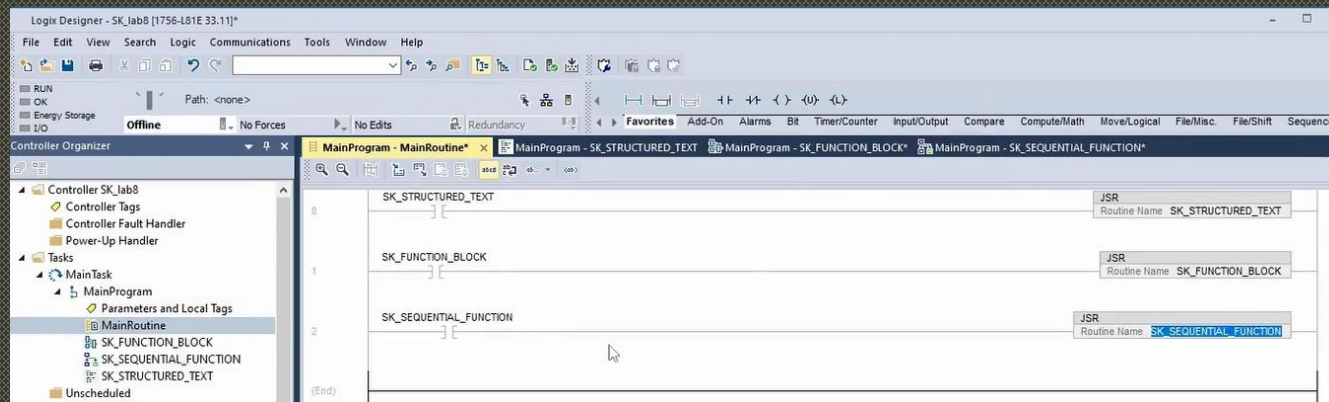 Logix Designer - SK_lab8 [1756-L81E 33.11]*
File Edit View Search Logic Communications Tools Window Help
RUN
OK
Energy Storage
I/O
Path: <none>
Offline No Forces No Edits Redundancy
Favorites Add-On Alarms Bit Timer/Counter Input/Output Compare Compute/Math Move/Logical File/Misc. File/Shift Sequenc
Controller Organizer
MainProgram - MainRoutine* MainProgram - SK_STRUCTURED_TEXT MainProgram - SK_FUNCTION_BLOCK* MainProgram - SK_SEQUENTIAL_FUNCTION*
Controller SK_lab8
Controller Tags
Controller Fault Handler
Power-Up Handler
Tasks
MainTask
MainProgram
Parameters and Local Tags
MainRoutine
SK_FUNCTION_BLOCK
SK_SEQUENTIAL_FUNCTION
SK_STRUCTURED_TEXT
Unscheduled
0
SK_STRUCTURED_TEXT
JSR
Routine Name SK_STRUCTURED_TEXT
1
SK_FUNCTION_BLOCK
JSR
Routine Name SK_FUNCTION_BLOCK
2
SK_SEQUENTIAL_FUNCTION
JSR
Routine Name SK_SEQUENTIAL_FUNCTION
(End)